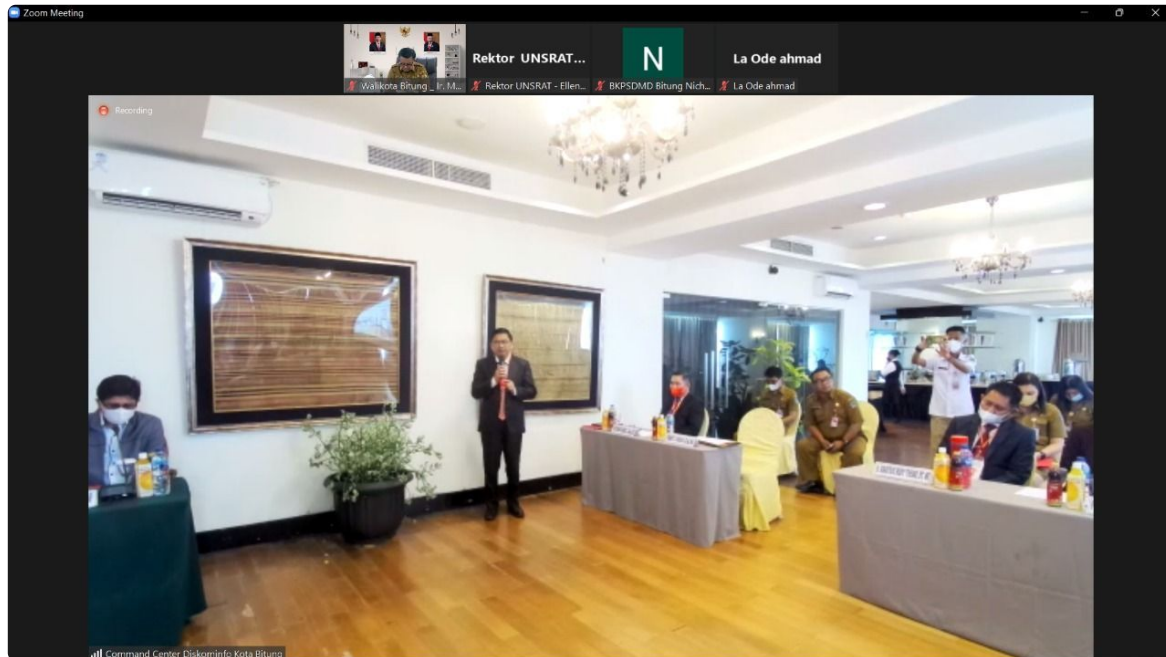 Zoom Meeting
Rektor UNSRAT...
N
La Ode ahmad
Walikota Bitung _ Ir. M...
Rektor UNSRAT - Ellen...
BKPSDMD Bitung Nich...
La Ode ahmad
Recording
Command Center Diskominfo Kota Bitung